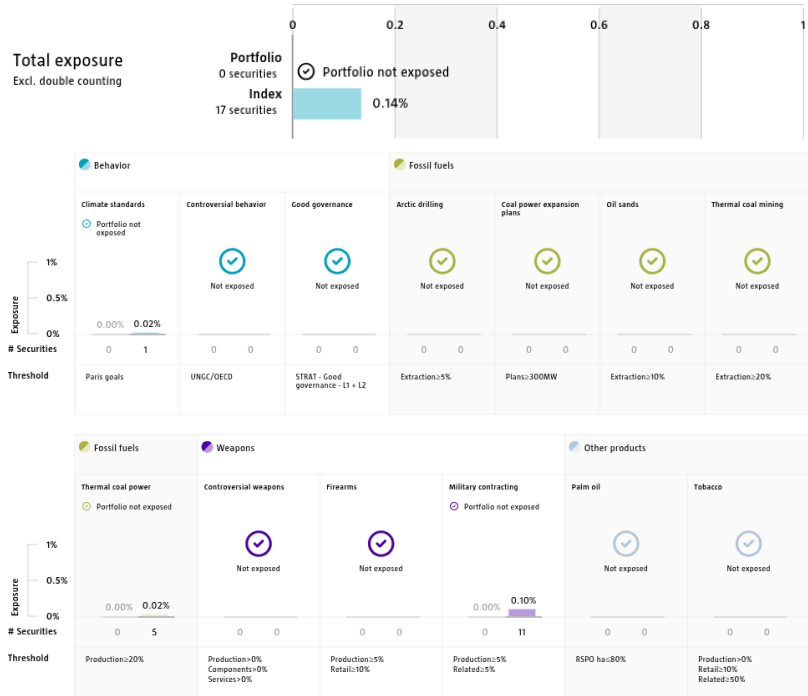 0 0.2 0.4 0.6 0.8 1
Total exposure
Excl. double counting
Portfolio
0 securities
Portfolio not exposed
Index
17 securities
0.14%
Behavior
Fossil fuels
Climate standards
Controversial behavior
Good governance
Arctic drilling
Coal power expansion
plans
Oil sands
Thermal coal mining
Portfolio not
exposed
Not exposed
Not exposed
Not exposed
Not exposed
Not exposed
Not exposed
Exposure
1%
0.5%
0%
0.00% 0.02%
# Securities
0 1 0 0 0 0 0 0 0 0 0 0 0 0
Threshold
Paris goals
UNGC/OECD
STRAT - Good
governance - L1 + L2
Extraction≥5%
Plans≥300MW
Extraction≥10%
Extraction≥20%
Fossil fuels
Weapons
Other products
Thermal coal power
Controversial weapons
Firearms
Military contracting
Palm oil
Tobacco
Portfolio not exposed
Portfolio not exposed
Not exposed
Not exposed
Not exposed
Not exposed
Exposure
1%
0.5%
0%
0.00% 0.02%
0.00% 0.10%
# Securities
0 5 0 0 0 0 0 11 0 0 0 0
Threshold
Production≥20%
Production>0%
Components>0%
Services>0%
Production≥5%
Retail≥10%
Production≥5%
Related≥5%
RSPO ha≤80%
Production>0%
Retail≥10%
Related≥50%